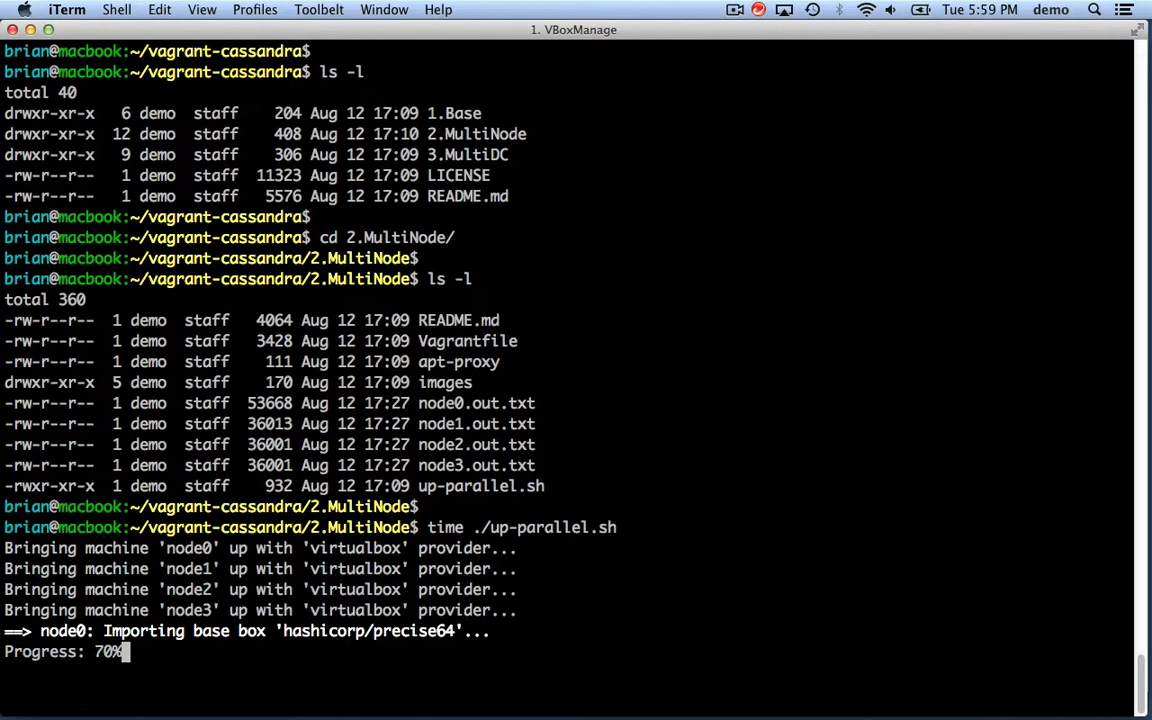 iTerm Shell Edit View Profiles Toolbelt Window Help Tue 5:59 PM demo
1. VBoxManage
brian@macbook:~/vagrant-cassandra$
brian@macbook:~/vagrant-cassandra$ ls -l
total 40
drwxr-xr-x   6 demo  staff    204 Aug 12 17:09 1.Base
drwxr-xr-x  12 demo  staff    408 Aug 12 17:10 2.MultiNode
drwxr-xr-x   9 demo  staff    306 Aug 12 17:09 3.MultiDC
-rw-r--r--   1 demo  staff  11323 Aug 12 17:09 LICENSE
-rw-r--r--   1 demo  staff   5576 Aug 12 17:09 README.md
brian@macbook:~/vagrant-cassandra$
brian@macbook:~/vagrant-cassandra$ cd 2.MultiNode/
brian@macbook:~/vagrant-cassandra/2.MultiNode$
brian@macbook:~/vagrant-cassandra/2.MultiNode$ ls -l
total 360
-rw-r--r--  1 demo  staff   4064 Aug 12 17:09 README.md
-rw-r--r--  1 demo  staff   3428 Aug 12 17:09 Vagrantfile
-rw-r--r--  1 demo  staff    111 Aug 12 17:09 apt-proxy
drwxr-xr-x  5 demo  staff    170 Aug 12 17:09 images
-rw-r--r--  1 demo  staff  53668 Aug 12 17:27 node0.out.txt
-rw-r--r--  1 demo  staff  36013 Aug 12 17:27 node1.out.txt
-rw-r--r--  1 demo  staff  36001 Aug 12 17:27 node2.out.txt
-rw-r--r--  1 demo  staff  36001 Aug 12 17:27 node3.out.txt
-rwxr-xr-x  1 demo  staff    932 Aug 12 17:09 up-parallel.sh
brian@macbook:~/vagrant-cassandra/2.MultiNode$
brian@macbook:~/vagrant-cassandra/2.MultiNode$ time ./up-parallel.sh
Bringing machine 'node0' up with 'virtualbox' provider...
Bringing machine 'node1' up with 'virtualbox' provider...
Bringing machine 'node2' up with 'virtualbox' provider...
Bringing machine 'node3' up with 'virtualbox' provider...
==> node0: Importing base box 'hashicorp/precise64'...
Progress: 70%